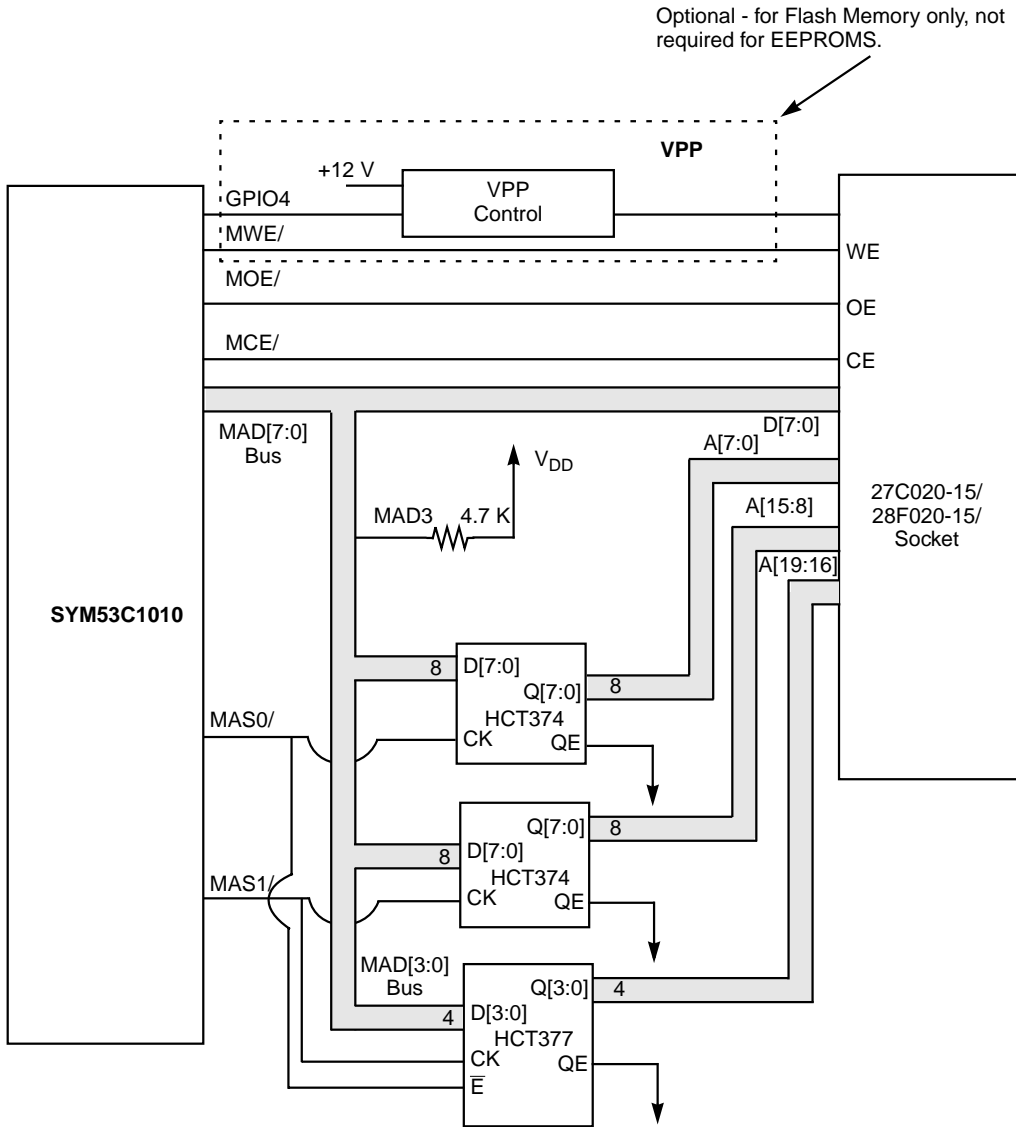 Optional - for Flash Memory only, not
required for EEPROMS.
VPP
+12 V
VPP
Control
GPIO4
MWE/
WE
MOE/
OE
MCE/
CE
MAD[7:0]
Bus
D[7:0]
A[7:0]
VDD
MAD3
4.7 K
A[15:8]
27C020-15/
28F020-15/
Socket
A[19:16]
SYM53C1010
8
D[7:0]
Q[7:0]
8
HCT374
CK
QE
MAS0/
Q[7:0]
8
8
D[7:0]
HCT374
CK
QE
MAS1/
MAD[3:0]
Bus
Q[3:0]
4
4
D[3:0]
HCT377
CK
QE
E̅